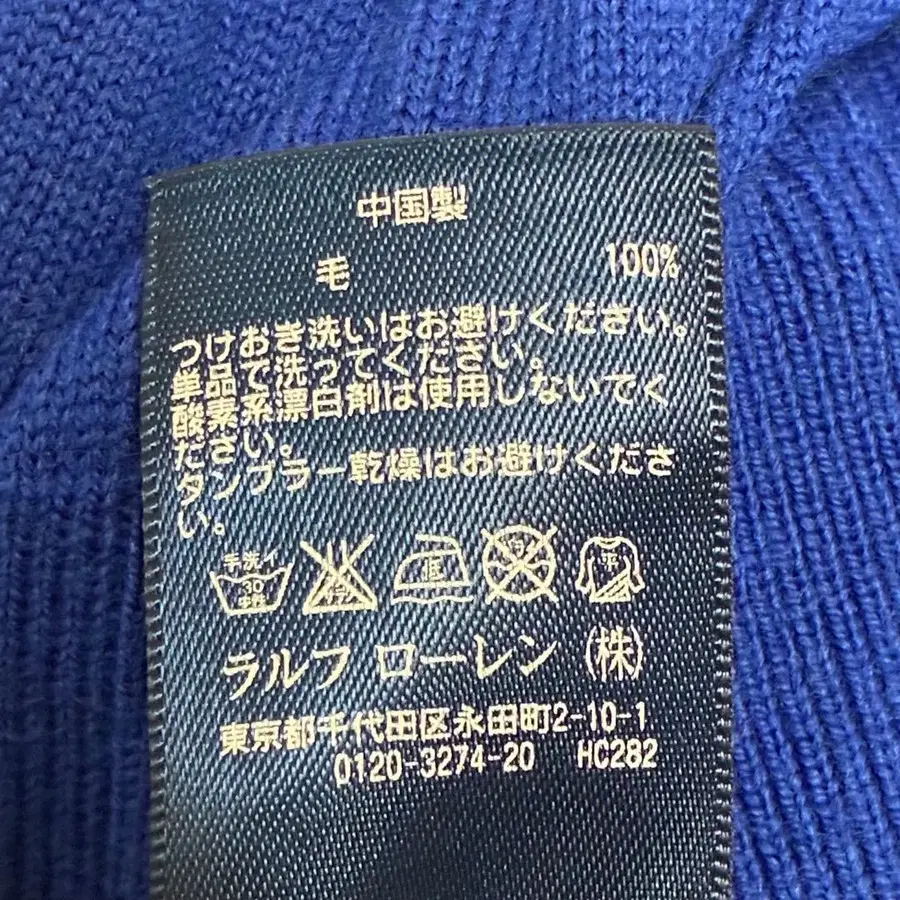 中国製
毛 100%
つけおき洗いはお避けください。
単品で洗ってください。
酸素系漂白剤は使用しないでく
ださい。
タンブラー乾燥はお避けくださ
い。
手洗イ 30 中性 低 平
ラルフ ローレン (株)
東京都千代田区永田町2-10-1
0120-3274-20 HC282